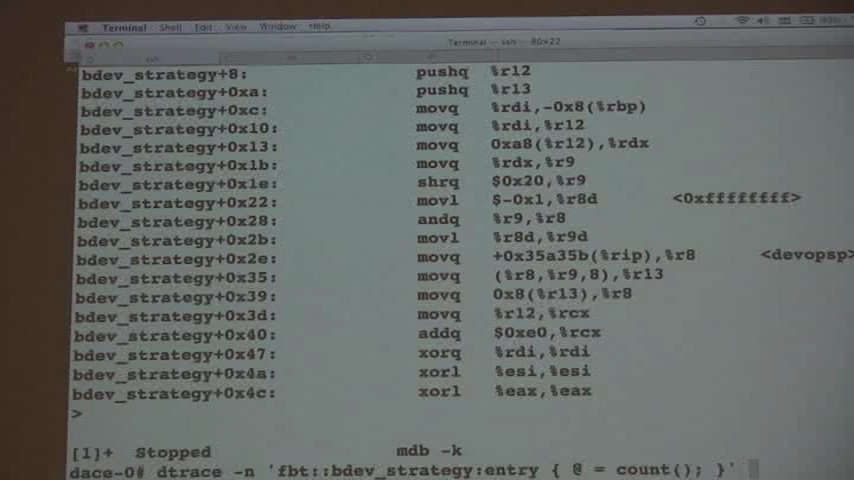 Terminal Shell Edit View Window Help
Terminal — ssh — 80×22
ssh
bdev_strategy+8: pushq %r12
bdev_strategy+0xa: pushq %r13
bdev_strategy+0xc: movq %rdi,-0x8(%rbp)
bdev_strategy+0x10: movq %rdi,%r12
bdev_strategy+0x13: movq 0xa8(%r12),%rdx
bdev_strategy+0x1b: movq %rdx,%r9
bdev_strategy+0x1e: shrq $0x20,%r9
bdev_strategy+0x22: movl $-0x1,%r8d <0xffffffff>
bdev_strategy+0x28: andq %r9,%r8
bdev_strategy+0x2b: movl %r8d,%r9d
bdev_strategy+0x2e: movq +0x35a35b(%rip),%r8 <devopsp>
bdev_strategy+0x35: movq (%r8,%r9,8),%r13
bdev_strategy+0x39: movq 0x8(%r13),%r8
bdev_strategy+0x3d: movq %r12,%rcx
bdev_strategy+0x40: addq $0xe0,%rcx
bdev_strategy+0x47: xorq %rdi,%rdi
bdev_strategy+0x4a: xorl %esi,%esi
bdev_strategy+0x4c: xorl %eax,%eax
>
[1]+ Stopped mdb -k
dace-0# dtrace -n 'fbt::bdev_strategy:entry { @ = count(); }'